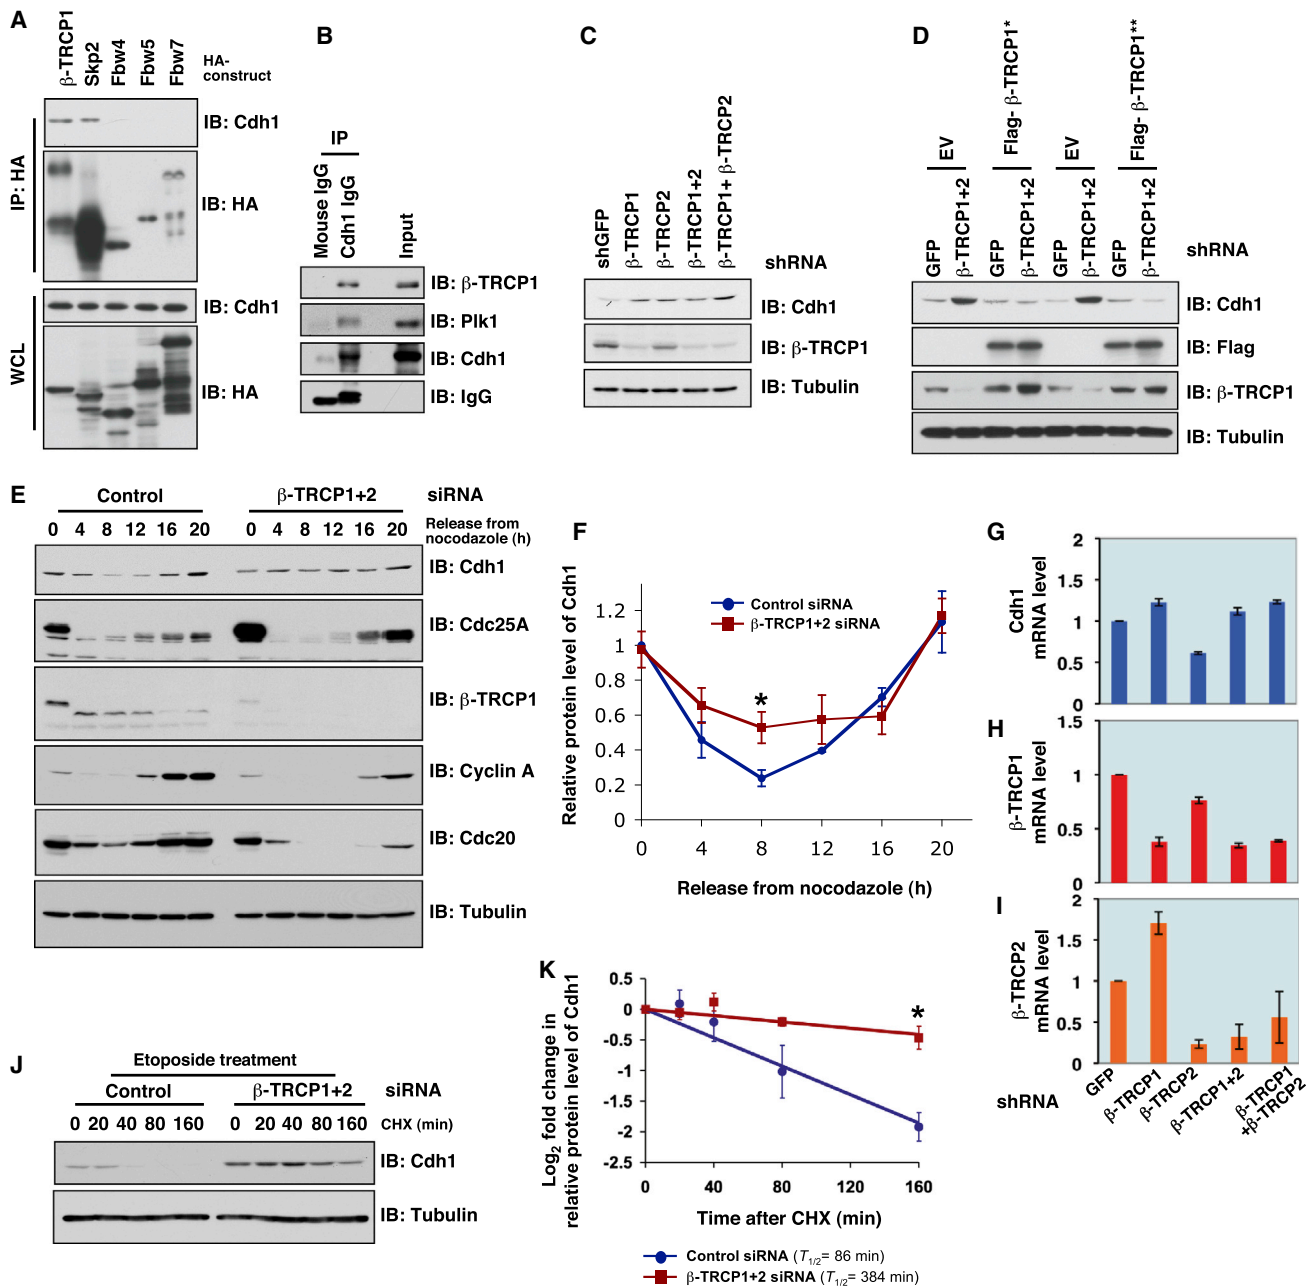 A
β-TRCP1
Skp2
Fbw4
Fbw5
Fbw7
HA-
construct
IP: HA
IB: Cdh1
IB: HA
WCL
IB: Cdh1
IB: HA
B
IP
Mouse IgG
Cdh1 IgG
Input
IB: β-TRCP1
IB: Plk1
IB: Cdh1
IB: IgG
C
shGFP
β-TRCP1
β-TRCP2
β-TRCP1+2
β-TRCP1+ β-TRCP2
shRNA
IB: Cdh1
IB: β-TRCP1
IB: Tubulin
D
EV
Flag- β-TRCP1*
EV
Flag- β-TRCP1**
GFP
β-TRCP1+2
GFP
β-TRCP1+2
GFP
β-TRCP1+2
GFP
β-TRCP1+2
shRNA
IB: Cdh1
IB: Flag
IB: β-TRCP1
IB: Tubulin
E
Control
β-TRCP1+2
siRNA
0 4 8 12 16 20
0 4 8 12 16 20
Release from
nocodazole (h)
IB: Cdh1
IB: Cdc25A
IB: β-TRCP1
IB: Cyclin A
IB: Cdc20
IB: Tubulin
F
Relative protein level of Cdh1
1.2
1
0.8
0.6
0.4
0.2
0
Control siRNA
β-TRCP1+2 siRNA
*
0 4 8 12 16 20
Release from nocodazole (h)
G
Cdh1
mRNA level
2
1.5
1
0.5
0
H
β-TRCP1
mRNA level
1.5
1
0.5
0
I
β-TRCP2
mRNA level
2
1.5
1
0.5
0
shRNA
GFP
β-TRCP1
β-TRCP2
β-TRCP1+2
β-TRCP1
+β-TRCP2
J
Etoposide treatment
Control
β-TRCP1+2
siRNA
0 20 40 80 160
0 20 40 80 160
CHX (min)
IB: Cdh1
IB: Tubulin
K
Log2 fold change in
relative protein level of Cdh1
0.5
0
-0.5
-1
-1.5
-2
-2.5
*
0 40 80 120 160
Time after CHX (min)
Control siRNA (T1/2= 86 min)
β-TRCP1+2 siRNA (T1/2= 384 min)